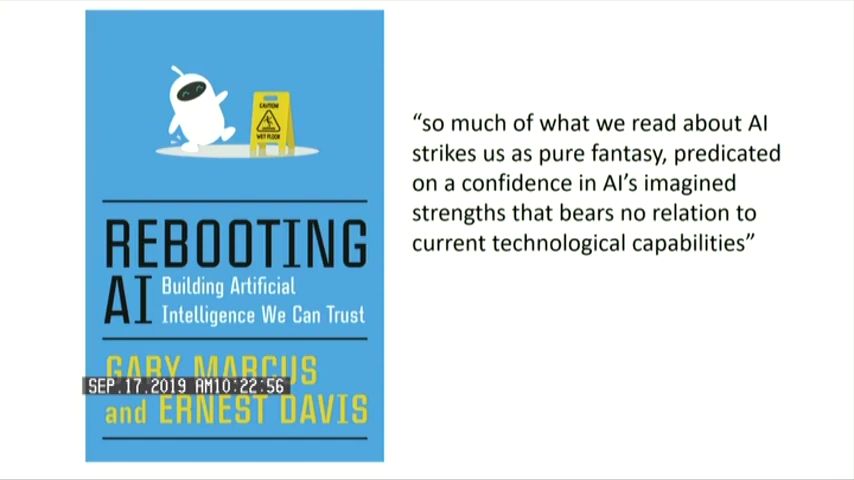 CAUTION
WET FLOOR
REBOOTING
AI Building Artificial
Intelligence We Can Trust
GARY MARCUS
SEP.17.2019 AM10:22:56
and ERNEST DAVIS
“so much of what we read about AI
strikes us as pure fantasy, predicated
on a confidence in AI’s imagined
strengths that bears no relation to
current technological capabilities”